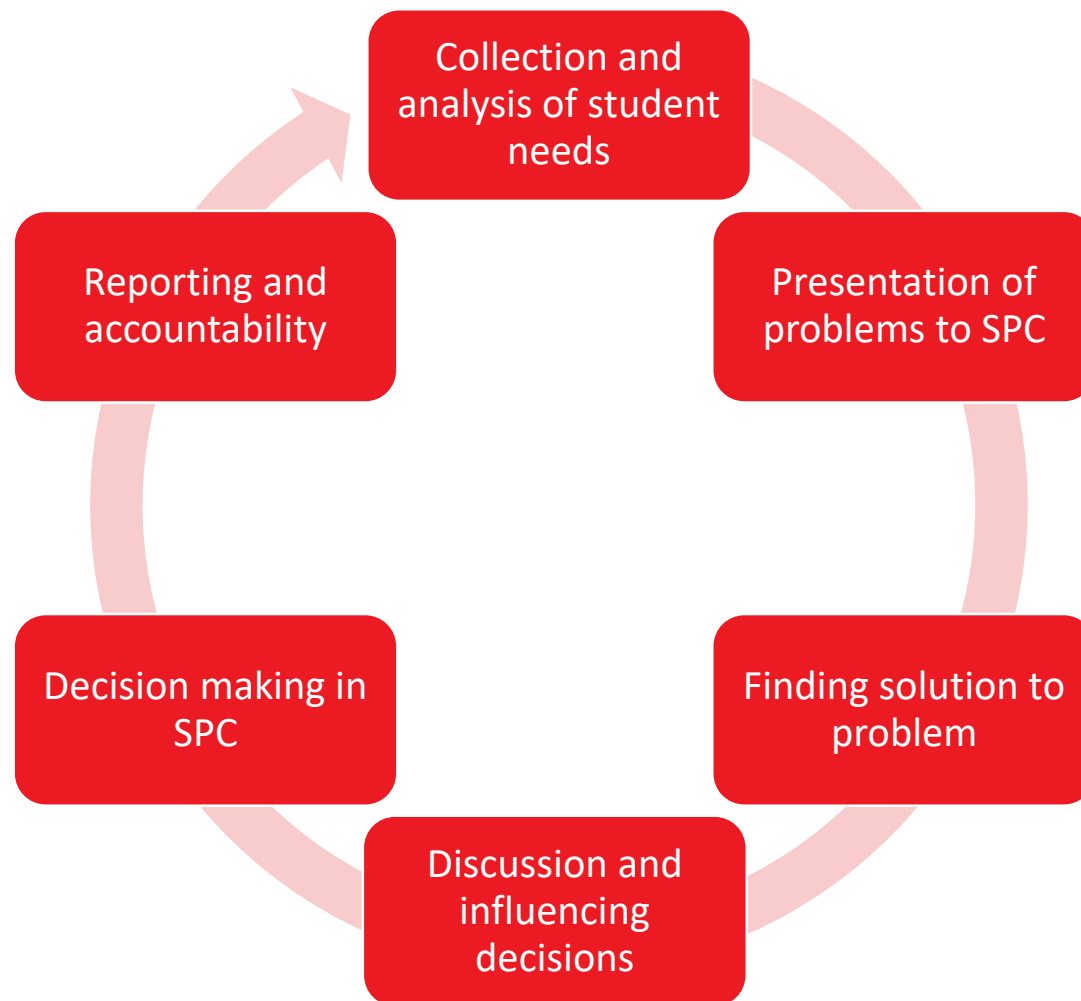 Collection and
analysis of student
needs
Presentation of
problems to SPC
Finding solution to
problem
Discussion and
influencing
decisions
Decision making in
SPC
Reporting and
accountability